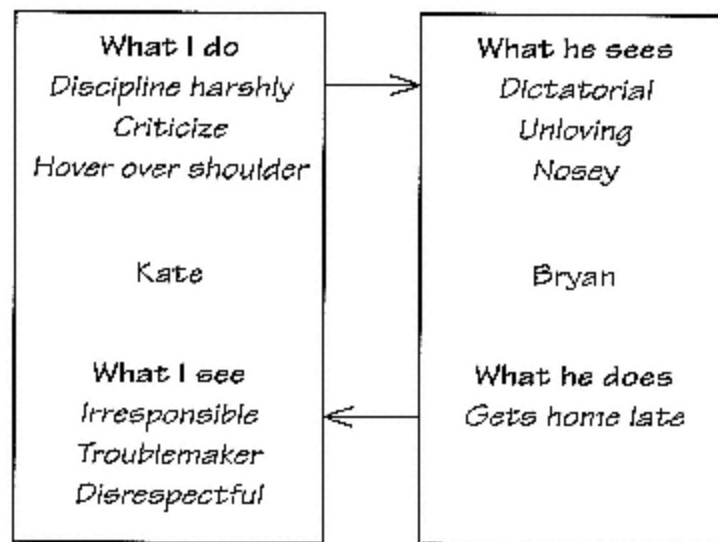 What I do
Discipline harshly
Criticize
Hover over shoulder
Kate
What I see
Irresponsible
Troublemaker
Disrespectful
What he sees
Dictatorial
Unloving
Nosey
Bryan
What he does
Gets home late